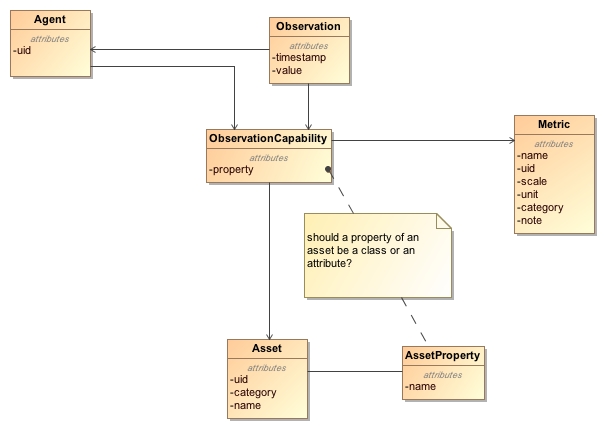 Agent
attributes
-uid
Observation
attributes
-timestamp
-value
ObservationCapability
attributes
-property
Metric
attributes
-name
-uid
-scale
-unit
-category
-note
should a property of an
asset be a class or an
attribute?
Asset
attributes
-uid
-category
-name
AssetProperty
attributes
-name